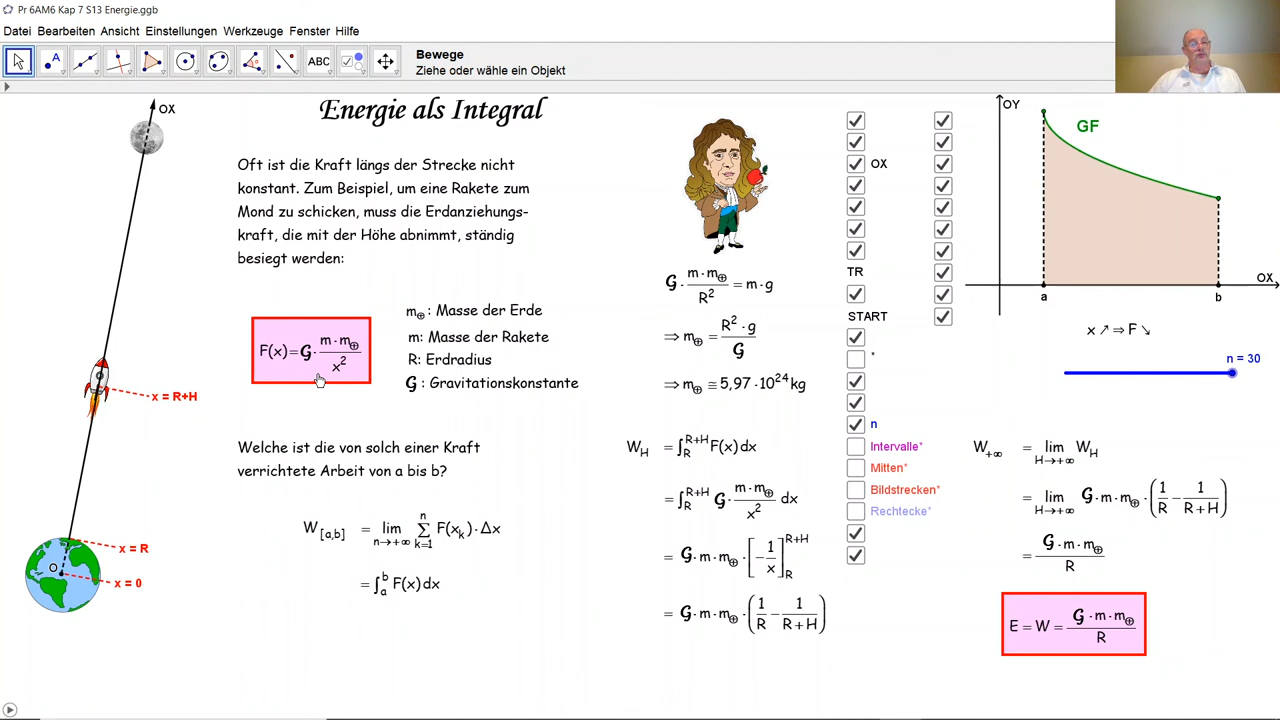 Pr 6AM6 Kap 7 S13 Energie.ggb
Datei Bearbeiten Ansicht Einstellungen Werkzeuge Fenster Hilfe
A
ABC
Bewege
Ziehe oder wähle ein Objekt
Energie als Integral
Oft ist die Kraft längs der Strecke nicht
konstant. Zum Beispiel, um eine Rakete zum
Mond zu schicken, muss die Erdanziehungs-
kraft, die mit der Höhe abnimmt, ständig
besiegt werden:
F(x)=G·(m·m⊕)/x²
m⊕ : Masse der Erde
m: Masse der Rakete
R: Erdradius
G : Gravitationskonstante
Welche ist die von solch einer Kraft
verrichtete Arbeit von a bis b?
W[a,b] = lim n→+∞ ∑ k=1 n F(xk)·Δx
= ∫ab F(x)dx
OX
x = R+H
x = R
O
x = 0
G·(m·m⊕)/R² = m·g
⇒ m⊕ = (R²·g)/G
⇒ m⊕ ≅ 5,97·10²⁴ kg
WH = ∫R R+H F(x)dx
= ∫R R+H G·(m·m⊕)/x² dx
= G·m·m⊕·[−1/x]R R+H
= G·m·m⊕·(1/R − 1/(R+H))
OX
TR
START
*
n
Intervalle*
Mitten*
Bildstrecken*
Rechtecke*
OY
GF
OX
a b
x ↗ ⇒ F ↘
n = 30
W+∞ = lim H→+∞ WH
= lim H→+∞ G·m·m⊕·(1/R − 1/(R+H))
= (G·m·m⊕)/R
E = W = (G·m·m⊕)/R